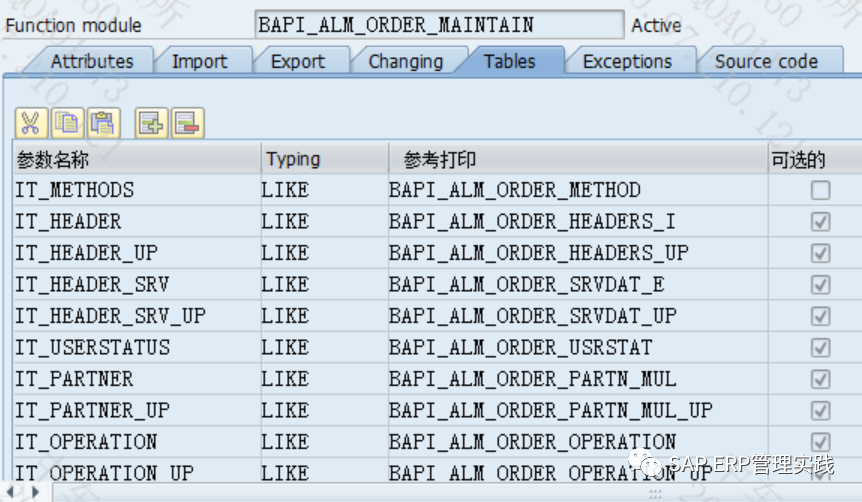 Function module BAPI_ALM_ORDER_MAINTAIN Active
Attributes Import Export Changing Tables Exceptions Source code
参数名称 Typing 参考打印 可选的
IT_METHODS LIKE BAPI_ALM_ORDER_METHOD
IT_HEADER LIKE BAPI_ALM_ORDER_HEADERS_I
IT_HEADER_UP LIKE BAPI_ALM_ORDER_HEADERS_UP
IT_HEADER_SRV LIKE BAPI_ALM_ORDER_SRVDAT_E
IT_HEADER_SRV_UP LIKE BAPI_ALM_ORDER_SRVDAT_UP
IT_USERSTATUS LIKE BAPI_ALM_ORDER_USRSTAT
IT_PARTNER LIKE BAPI_ALM_ORDER_PARTN_MUL
IT_PARTNER_UP LIKE BAPI_ALM_ORDER_PARTN_MUL_UP
IT_OPERATION LIKE BAPI_ALM_ORDER_OPERATION
IT_OPERATION_UP LIKE BAPI_ALM_ORDER_OPERATION_UP
SAP ERP管理实践